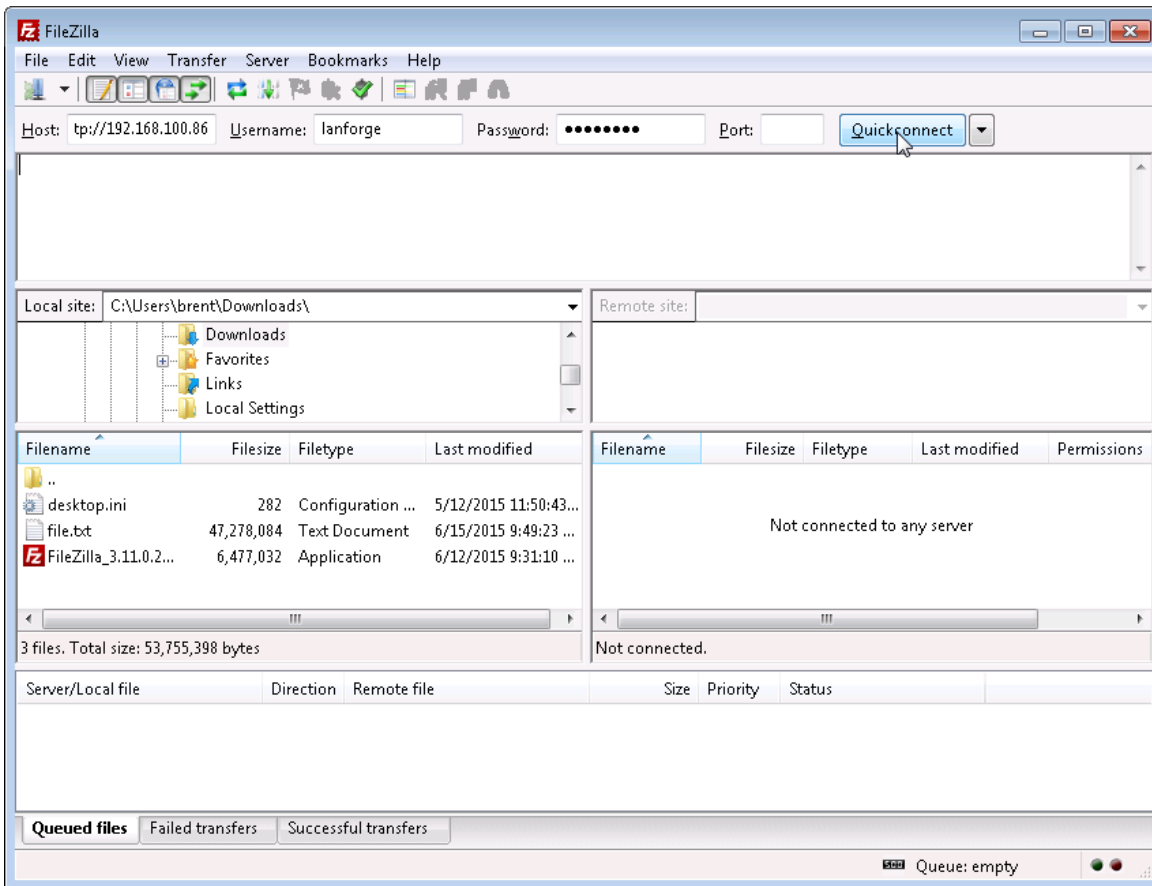 FileZilla
File Edit View Transfer Server Bookmarks Help
Host: tp://192.168.100.86 Username: lanforge Password: ●●●●●●●● Port: Quickconnect
Local site: C:\Users\brent\Downloads\ Remote site:
Downloads
Favorites
Links
Local Settings
Filename Filesize Filetype Last modified Filename Filesize Filetype Last modified Permissions
..
desktop.ini 282 Configuration ... 5/12/2015 11:50:43...
file.txt 47,278,084 Text Document 6/15/2015 9:49:23 ...
Not connected to any server
FileZilla_3.11.0.2... 6,477,032 Application 6/12/2015 9:31:10 ...
3 files. Total size: 53,755,398 bytes Not connected.
Server/Local file Direction Remote file Size Priority Status
Queued files Failed transfers Successful transfers
Queue: empty